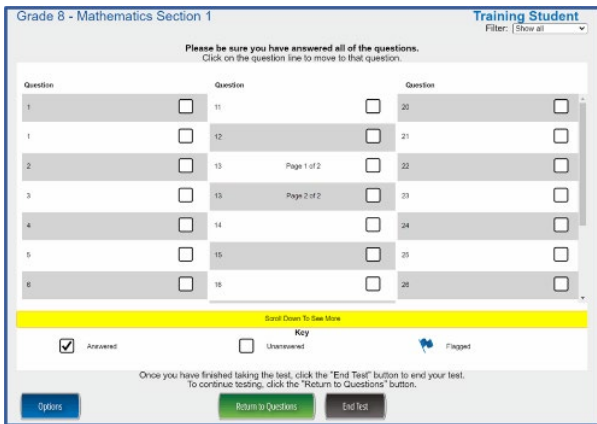 Grade 8 - Mathematics Section 1
Training Student
Filter: Show all
Please be sure you have answered all of the questions.
Click on the question line to move to that question.
Question Question Question
1 11 20
1 12 21
2 13 Page 1 of 2 22
3 13 Page 2 of 2 23
4 14 24
5 15 25
6 16 26
Scroll Down To See More
Key
Answered Unanswered Flagged
Once you have finished taking the test, click the "End Test" button to end your test.
To continue testing, click the "Return to Questions" button.
Options Return to Questions End Test